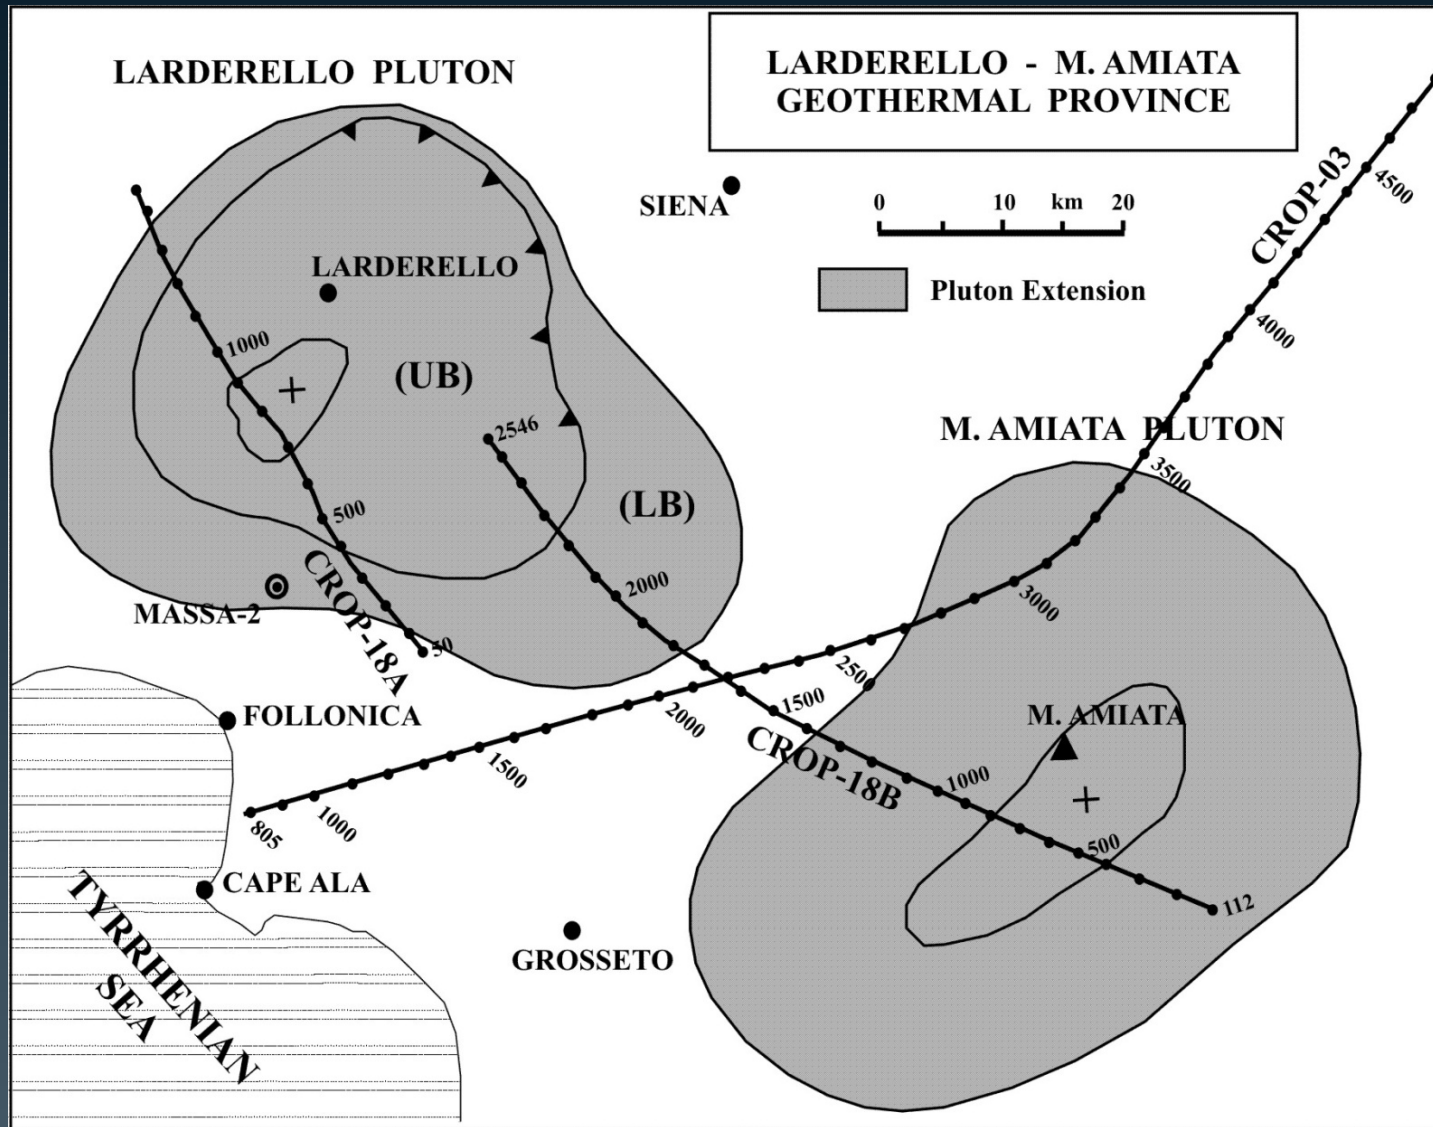 LARDERELLO PLUTON
LARDERELLO - M. AMIATA
GEOTHERMAL PROVINCE
CROP-03
4500
SIENA
0 10 km 20
LARDERELLO
Pluton Extension
4000
1000
(UB)
2546
M. AMIATA PLUTON
3500
(LB)
500
CROP-18A
2000
3000
MASSA-2
50
2500
1500
FOLLONICA
2000
M. AMIATA
CROP-18B
1500
1000
805
1000
500
CAPE ALA
112
TYRRHENIAN
SEA
GROSSETO